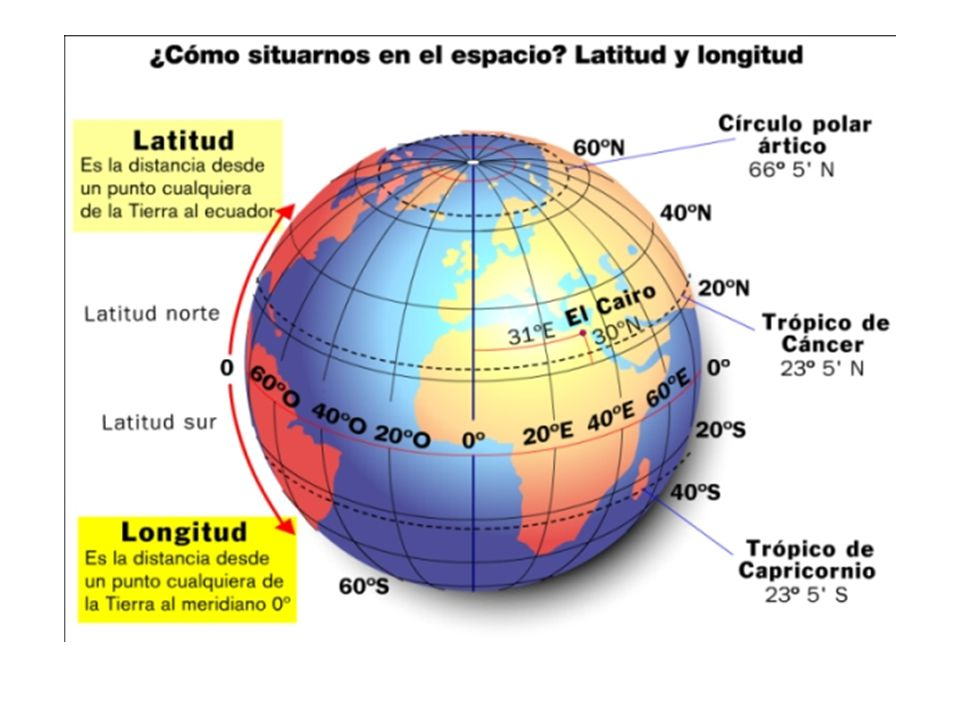 ¿Cómo situarnos en el espacio? Latitud y longitud
Latitud
Es la distancia desde
un punto cualquiera
de la Tierra al ecuador
Círculo polar
ártico
66º 5' N
60ºN
40ºN
20ºN
Latitud norte
El Cairo
31ºE
30ºN
Trópico de
Cáncer
23º 5' N
0
0º
60ºO
40ºO
20ºO
0º
20ºE
40ºE
60ºE
Latitud sur
20ºS
40ºS
60ºS
Longitud
Es la distancia desde
un punto cualquiera de
la Tierra al meridiano 0º
Trópico de
Capricornio
23º 5' S